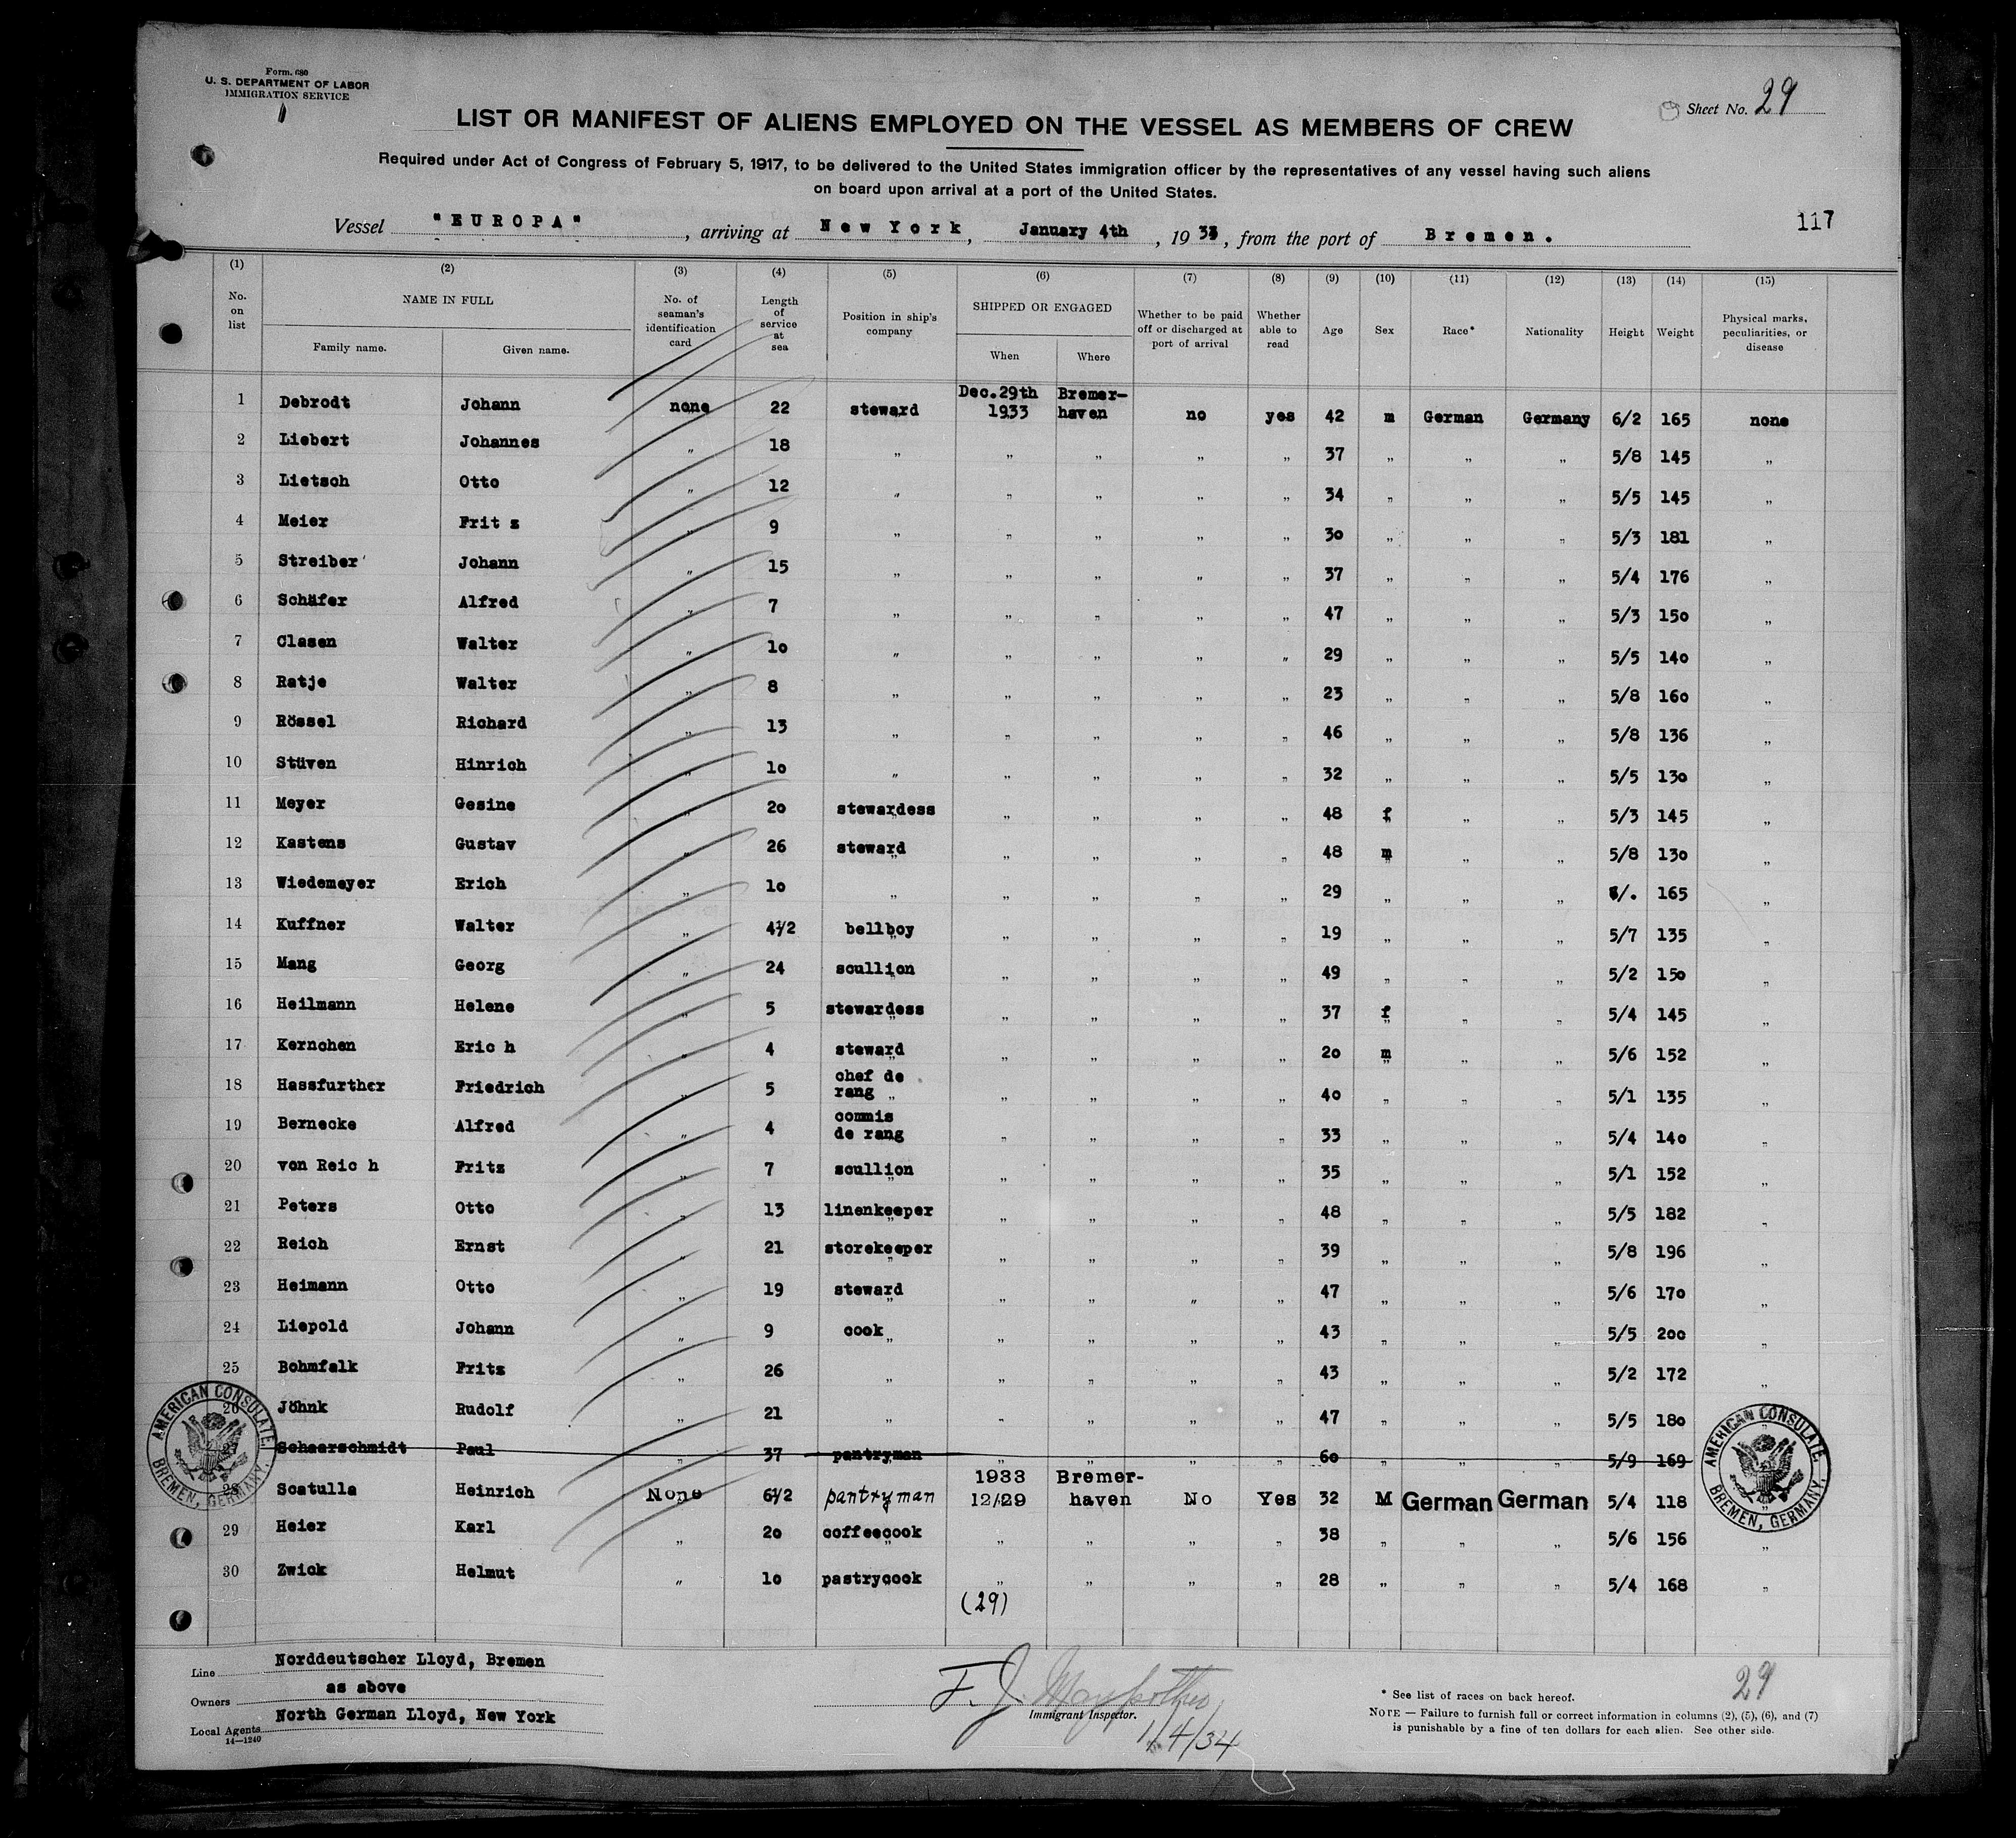 Form. 680
U. S. DEPARTMENT OF LABOR
IMMIGRATION SERVICE
Sheet No. 29
LIST OR MANIFEST OF ALIENS EMPLOYED ON THE VESSEL AS MEMBERS OF CREW
Required under Act of Congress of February 5, 1917, to be delivered to the United States immigration officer by the representatives of any vessel having such aliens
on board upon arrival at a port of the United States.
117
Vessel "EUROPA", arriving at New York, January 4th, 19 , from the port of Bremen.
(1) (2) (3) (4) (5) (6) (7) (8) (9) (10) (11) (12) (13) (14) (15)
No. on list NAME IN FULL Family name. Given name. No. of seaman's identification card Length of service at sea Position in ship's company SHIPPED OR ENGAGED When Where Whether to be paid off or discharged at port of arrival Whether able to read Age Sex Race* Nationality Height Weight Physical marks, peculiarities, or disease
1 Debrodt Johann none 22 steward Dec.29th 1933 Bremer-haven no yes 42 m German Germany 6/2 165 none
2 Liebert Johannes " 18 " " " " " 37 " " " 5/8 145 "
3 Lietsch Otto " 12 " " " " " 34 " " " 5/5 145 "
4 Meier Frit z " 9 " " " " " 30 " " " 5/3 181 "
5 Streiber Johann " 15 " " " " " 37 " " " 5/4 176 "
6 Schäfer Alfred " 7 " " " " " 47 " " " 5/3 150 "
7 Clasen Walter " 10 " " " " " 29 " " " 5/5 140 "
8 Ratje Walter " 8 " " " " " 23 " " " 5/8 160 "
9 Rössel Richard " 13 " " " " " 46 " " " 5/8 136 "
10 Stüven Hinrich " 10 " " " " " 32 " " " 5/5 130 "
11 Meyer Gesine " 20 stewardess " " " " 48 f " " 5/3 145 "
12 Kastens Gustav " 26 steward " " " " 48 m " " 5/8 130 "
13 Wiedemeyer Erich " 10 " " " " " 29 " " " /. 165 "
14 Kuffner Walter " 4 1/2 bellboy " " " " 19 " " " 5/7 135 "
15 Mang Georg " 24 scullion " " " " 49 " " " 5/2 150 "
16 Heilmann Helene " 5 stewardess " " " " 37 f " " 5/4 145 "
17 Kernchen Eric h " 4 steward " " " " 20 m " " 5/6 152 "
18 Hassfurther Friedrich " 5 chef de rang " " " " 40 " " " 5/1 135 "
19 Bernecke Alfred " 4 commis de rang " " " " 33 " " " 5/4 140 "
20 von Reic h Fritz " 7 scullion " " " " 35 " " " 5/1 152 "
21 Peters Otto " 13 linenkeeper " " " " 48 " " " 5/5 182 "
22 Reich Ernst " 21 storekeeper " " " " 39 " " " 5/8 196 "
23 Heimann Otto " 19 steward " " " " 47 " " " 5/6 170 "
24 Liepold Johann " 9 cook " " " " 43 " " " 5/5 200 "
25 Bohmfalk Fritz " 26 " " " " " 43 " " " 5/2 172 "
26 Jöhnk Rudolf " 21 " " " " " 47 " " " 5/5 180 "
27 Schaarschmidt Paul " 37 pantryman " " " " 60 " " " 5/9 169
28 Scatulla Heinrich None 6 1/2 pantryman 1933 12/29 Bremer-haven No Yes 32 M German German 5/4 118 "
29 Heier Karl " 20 coffeecook " " " " 38 " " " 5/6 156 "
30 Zwick Helmut " 10 pastrycook " " " " 28 " " " 5/4 168 "
(29)
AMERICAN CONSULATE, BREMEN, GERMANY.
AMERICAN CONSULATE, BREMEN, GERMANY.
Line Norddeutscher Lloyd, Bremen
Owners as above
Local Agents North German Lloyd, New York
14—1240
F. J.
Immigrant Inspector.
1/4/34
29
* See list of races on back hereof.
NOTE — Failure to furnish full or correct information in columns (2), (5), (6), and (7)
is punishable by a fine of ten dollars for each alien. See other side.